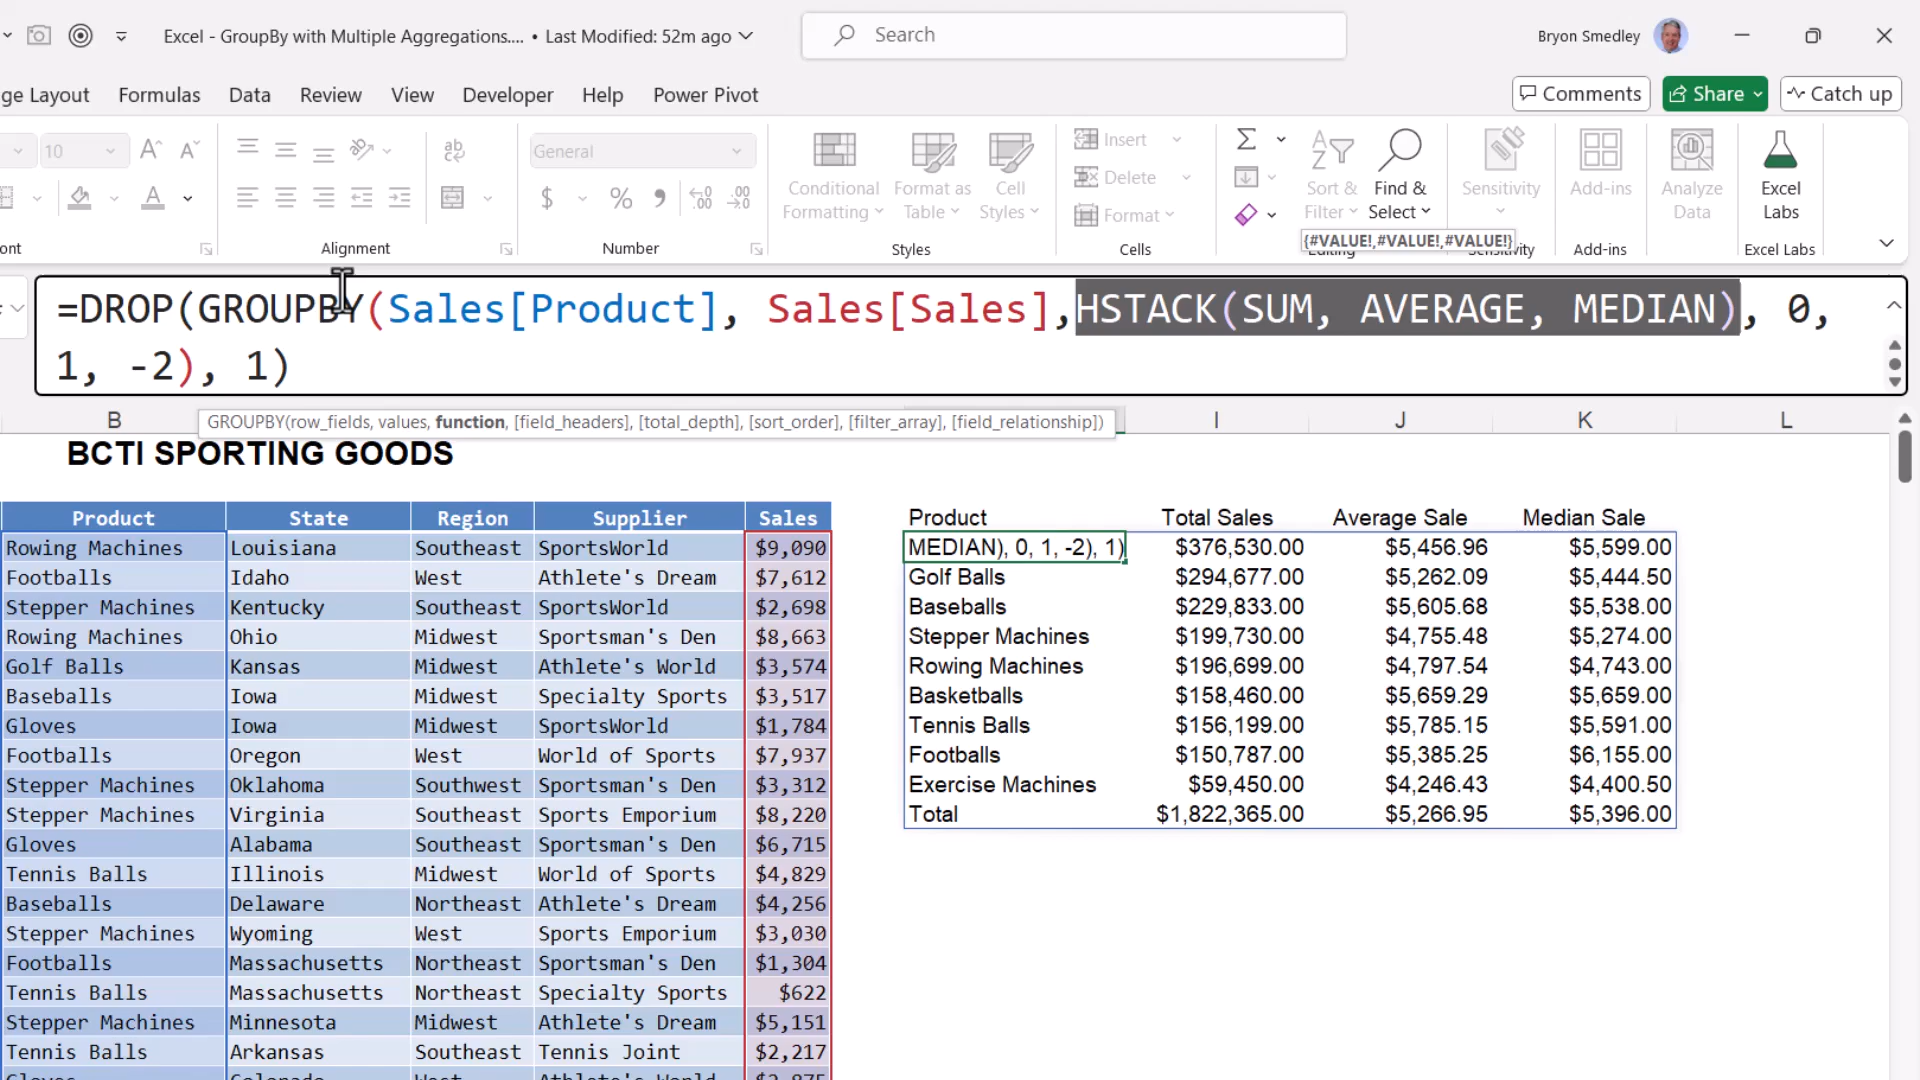 Excel - GroupBy with Multiple Aggregations.... • Last Modified: 52m ago
Search
Bryon Smedley
ge Layout Formulas Data Review View Developer Help Power Pivot
Comments Share Catch up
10 General
Insert
Delete
Format
Conditional Formatting
Format as Table
Cell Styles
Sort & Filter
Find & Select
Sensitivity
Add-ins
Analyze Data
Excel Labs
{#VALUE!,#VALUE!,#VALUE!}
ont Alignment Number Styles Cells Editing Add-ins Excel Labs
=DROP(GROUPBY(Sales[Product], Sales[Sales],HSTACK(SUM, AVERAGE, MEDIAN), 0,
1, -2), 1)
GROUPBY(row_fields, values, function, [field_headers], [total_depth], [sort_order], [filter_array], [field_relationship])
B I J K L
BCTI SPORTING GOODS
Product State Region Supplier Sales
Rowing Machines Louisiana Southeast SportsWorld $9,090
Footballs Idaho West Athlete's Dream $7,612
Stepper Machines Kentucky Southeast SportsWorld $2,698
Rowing Machines Ohio Midwest Sportsman's Den $8,663
Golf Balls Kansas Midwest Athlete's World $3,574
Baseballs Iowa Midwest Specialty Sports $3,517
Gloves Iowa Midwest SportsWorld $1,784
Footballs Oregon West World of Sports $7,937
Stepper Machines Oklahoma Southwest Sportsman's Den $3,312
Stepper Machines Virginia Southeast Sports Emporium $8,220
Gloves Alabama Southeast Sportsman's Den $6,715
Tennis Balls Illinois Midwest World of Sports $4,829
Baseballs Delaware Northeast Athlete's Dream $4,256
Stepper Machines Wyoming West Sports Emporium $3,030
Footballs Massachusetts Northeast Sportsman's Den $1,304
Tennis Balls Massachusetts Northeast Specialty Sports $622
Stepper Machines Minnesota Midwest Athlete's Dream $5,151
Tennis Balls Arkansas Southeast Tennis Joint $2,217
Product Total Sales Average Sale Median Sale
MEDIAN), 0, 1, -2), 1) $376,530.00 $5,456.96 $5,599.00
Golf Balls $294,677.00 $5,262.09 $5,444.50
Baseballs $229,833.00 $5,605.68 $5,538.00
Stepper Machines $199,730.00 $4,755.48 $5,274.00
Rowing Machines $196,699.00 $4,797.54 $4,743.00
Basketballs $158,460.00 $5,659.29 $5,659.00
Tennis Balls $156,199.00 $5,785.15 $5,591.00
Footballs $150,787.00 $5,385.25 $6,155.00
Exercise Machines $59,450.00 $4,246.43 $4,400.50
Total $1,822,365.00 $5,266.95 $5,396.00